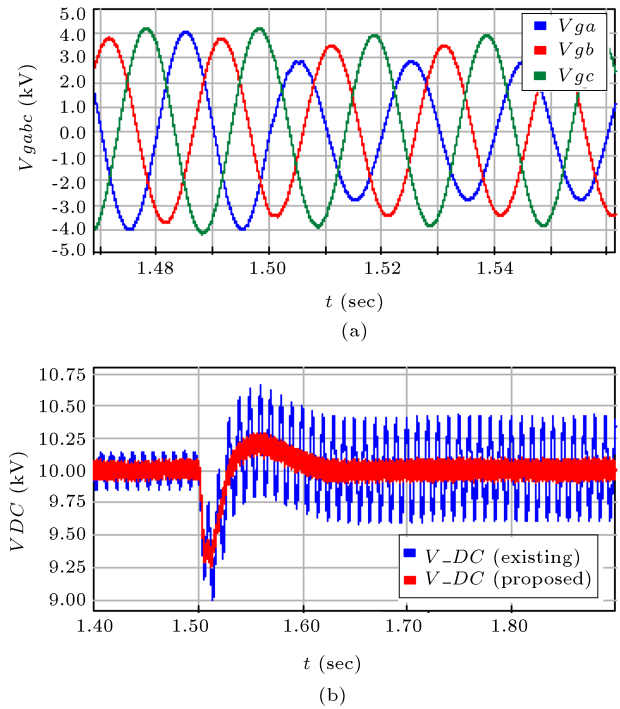 5.0
4.0
3.0
2.0
1.0
0.0
-1.0
-2.0
-3.0
-4.0
-5.0
Vgabc (kV)
Vga
Vgb
Vgc
1.48
1.50
1.52
1.54
t (sec)
(a)
10.75
10.50
10.25
10.00
9.75
9.50
9.25
9.00
VDC (kV)
V_DC (existing)
V_DC (proposed)
1.40
1.50
1.60
1.70
1.80
t (sec)
(b)